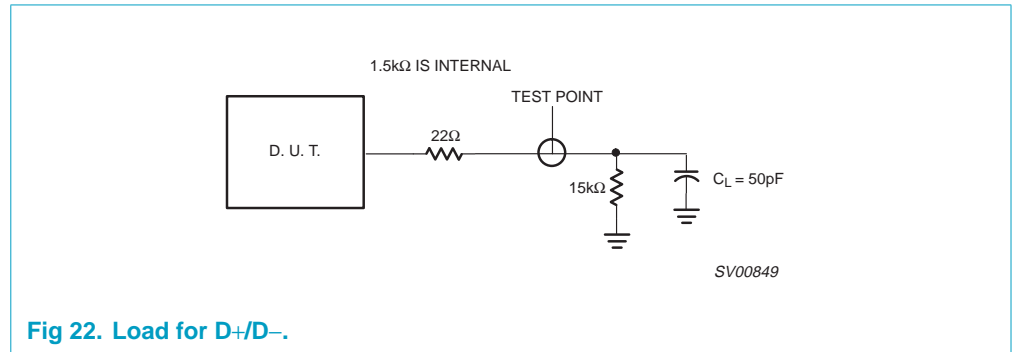 1.5kΩ IS INTERNAL
TEST POINT
22Ω
D. U. T.
15kΩ
CL = 50pF
SV00849
Fig 22. Load for D+/D−.